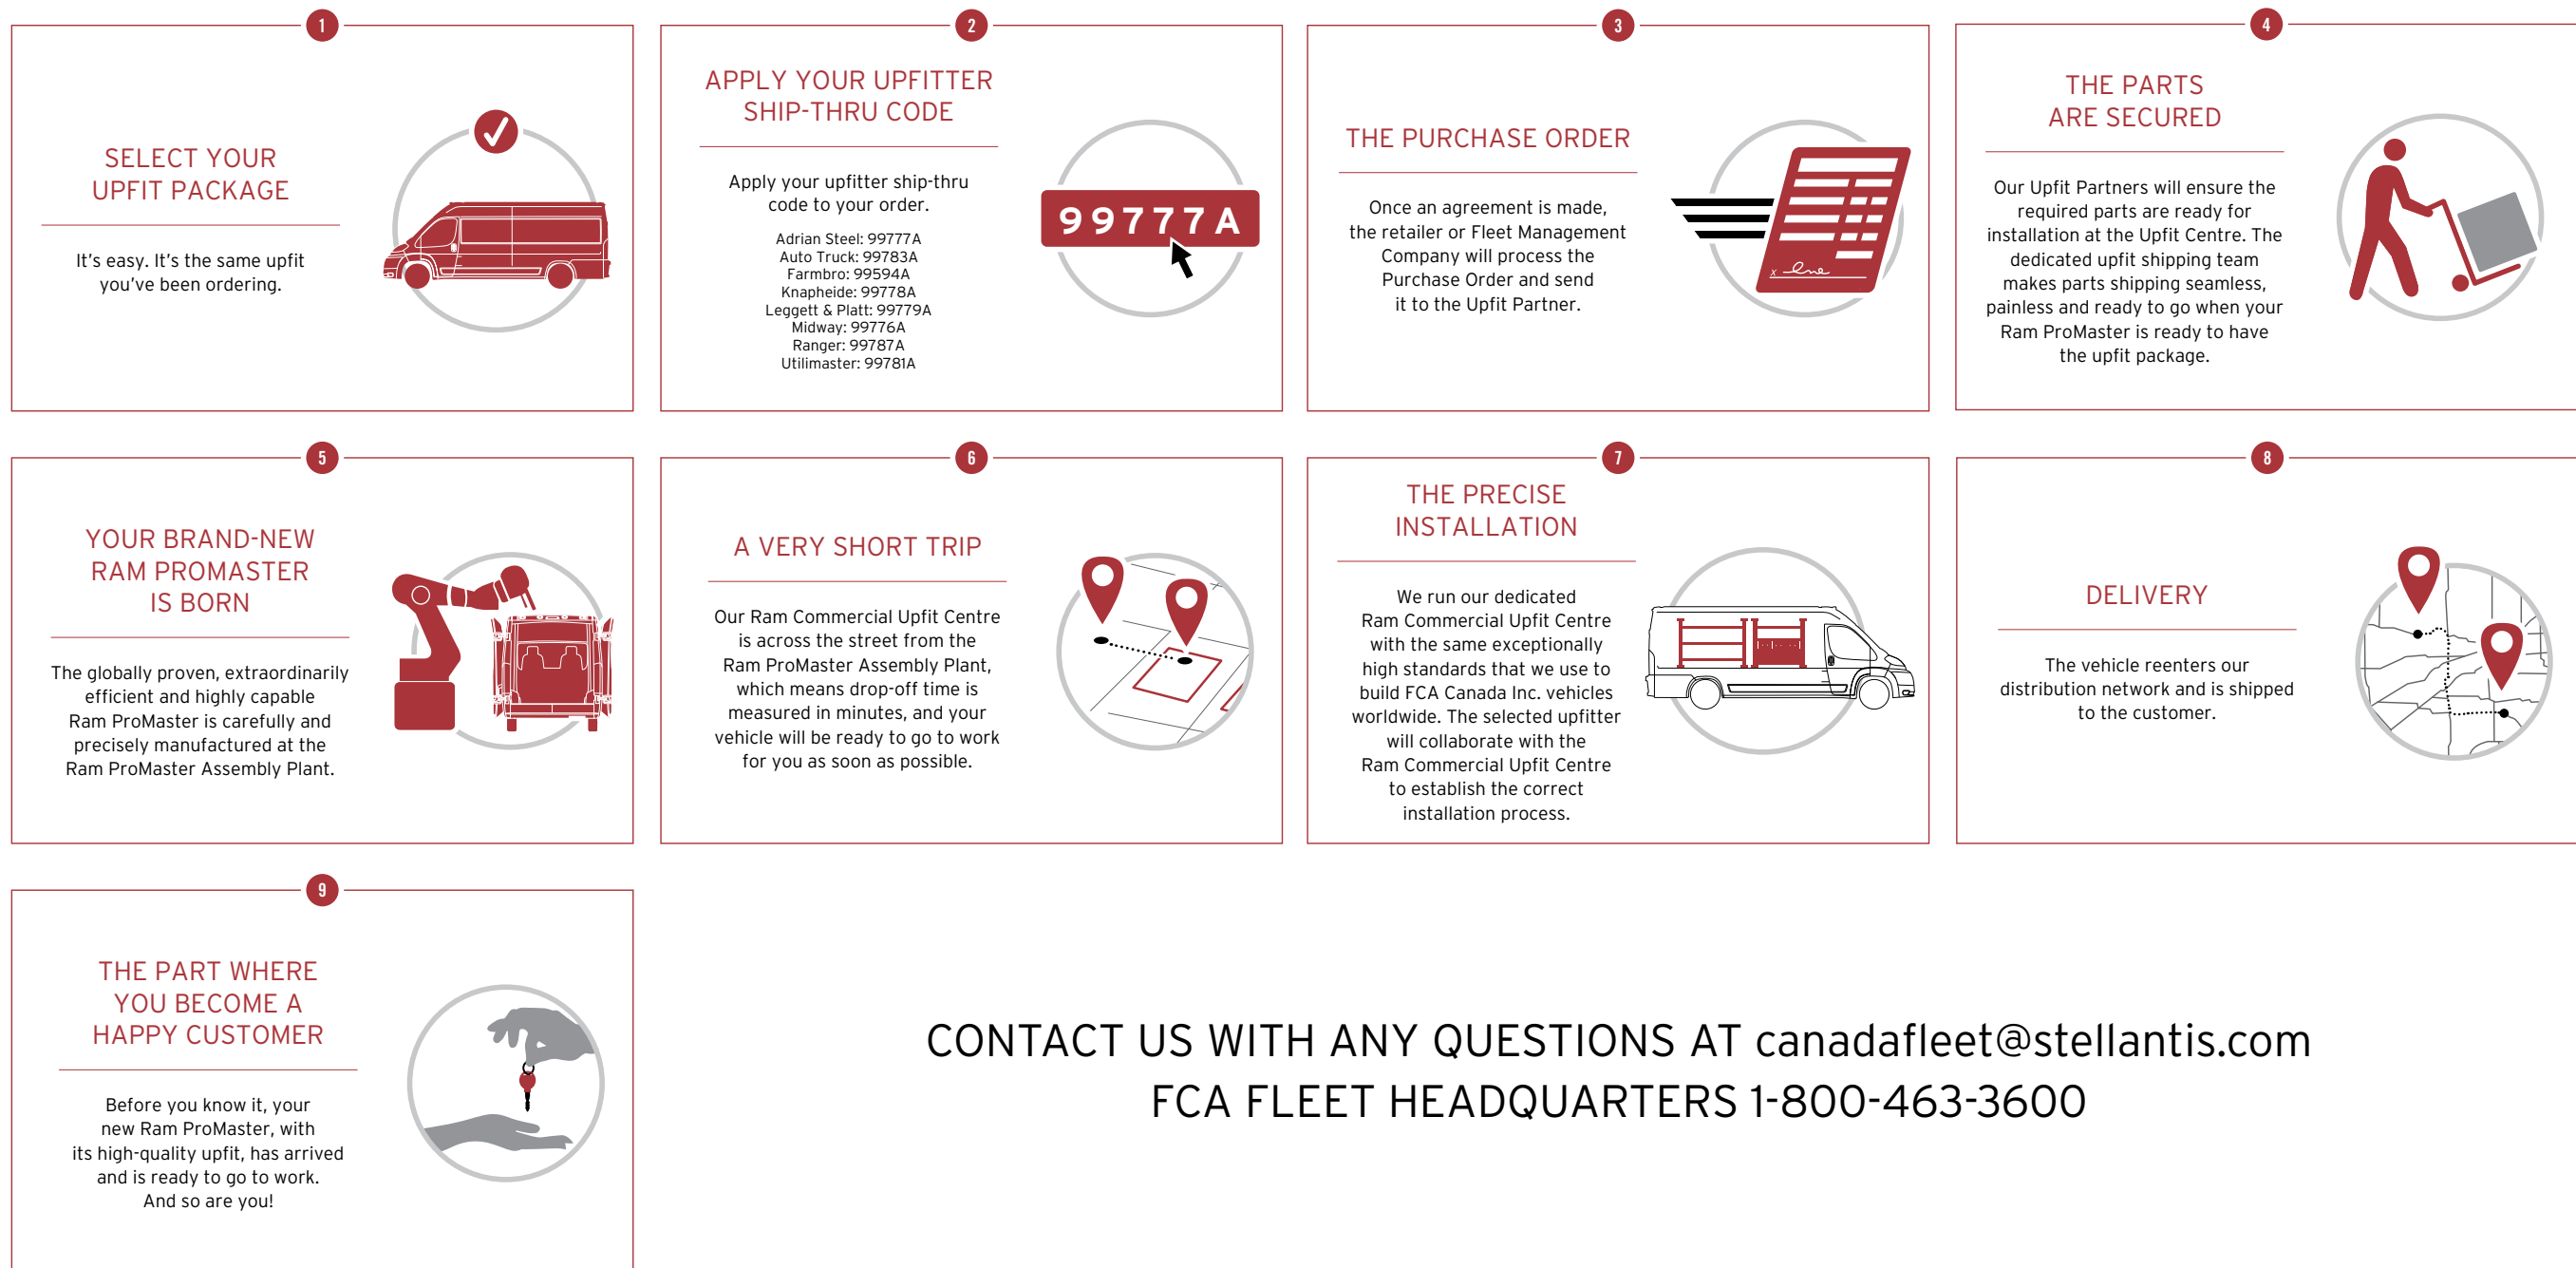 1
SELECT YOUR
UPFIT PACKAGE
It's easy. It's the same upfit
you've been ordering.
2
APPLY YOUR UPFITTER
SHIP-THRU CODE
Apply your upfitter ship-thru
code to your order.
Adrian Steel: 99777A
Auto Truck: 99783A
Farmbro: 99594A
Knapheide: 99778A
Leggett & Platt: 99779A
Midway: 99776A
Ranger: 99787A
Utilimaster: 99781A
99777A
3
THE PURCHASE ORDER
Once an agreement is made,
the retailer or Fleet Management
Company will process the
Purchase Order and send
it to the Upfit Partner.
x
4
THE PARTS
ARE SECURED
Our Upfit Partners will ensure the
required parts are ready for
installation at the Upfit Centre. The
dedicated upfit shipping team
makes parts shipping seamless,
painless and ready to go when your
Ram ProMaster is ready to have
the upfit package.
5
YOUR BRAND-NEW
RAM PROMASTER
IS BORN
The globally proven, extraordinarily
efficient and highly capable
Ram ProMaster is carefully and
precisely manufactured at the
Ram ProMaster Assembly Plant.
6
A VERY SHORT TRIP
Our Ram Commercial Upfit Centre
is across the street from the
Ram ProMaster Assembly Plant,
which means drop-off time is
measured in minutes, and your
vehicle will be ready to go to work
for you as soon as possible.
7
THE PRECISE
INSTALLATION
We run our dedicated
Ram Commercial Upfit Centre
with the same exceptionally
high standards that we use to
build FCA Canada Inc. vehicles
worldwide. The selected upfitter
will collaborate with the
Ram Commercial Upfit Centre
to establish the correct
installation process.
8
DELIVERY
The vehicle reenters our
distribution network and is shipped
to the customer.
9
THE PART WHERE
YOU BECOME A
HAPPY CUSTOMER
Before you know it, your
new Ram ProMaster, with
its high-quality upfit, has arrived
and is ready to go to work.
And so are you!
CONTACT US WITH ANY QUESTIONS AT canadafleet@stellantis.com
FCA FLEET HEADQUARTERS 1-800-463-3600